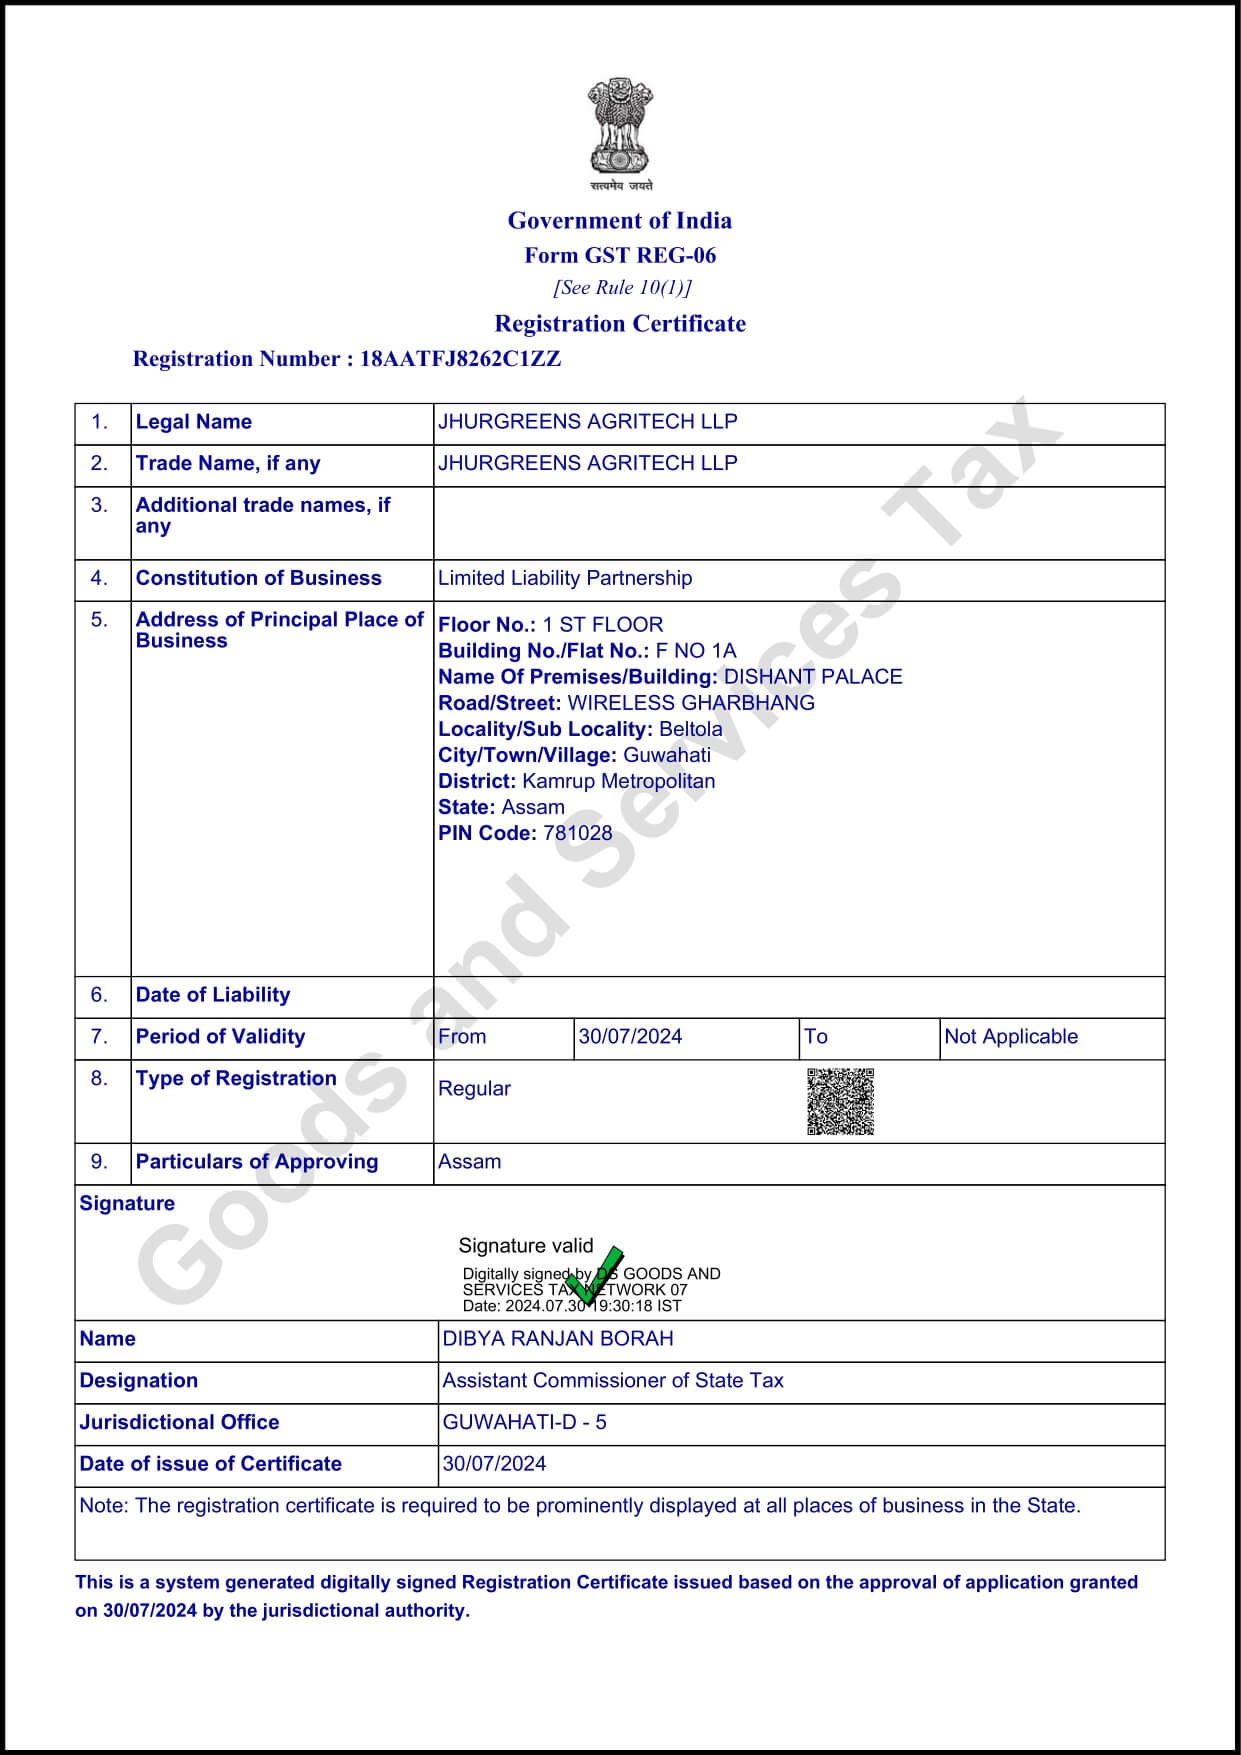 सत्यमेव जयते
Government of India
Form GST REG-06
[See Rule 10(1)]
Registration Certificate
Registration Number : 18AATFJ8262C1ZZ
1. Legal Name JHURGREENS AGRITECH LLP
2. Trade Name, if any JHURGREENS AGRITECH LLP
3. Additional trade names, if
any
4. Constitution of Business Limited Liability Partnership
5. Address of Principal Place of
Business
Floor No.: 1 ST FLOOR
Building No./Flat No.: F NO 1A
Name Of Premises/Building: DISHANT PALACE
Road/Street: WIRELESS GHARBHANG
Locality/Sub Locality: Beltola
City/Town/Village: Guwahati
District: Kamrup Metropolitan
State: Assam
PIN Code: 781028
6. Date of Liability
7. Period of Validity From 30/07/2024 To Not Applicable
8. Type of Registration Regular
9. Particulars of Approving Assam
Signature
Signature valid
Digitally signed by DS GOODS AND
SERVICES TAX NETWORK 07
Date: 2024.07.30 19:30:18 IST
Name DIBYA RANJAN BORAH
Designation Assistant Commissioner of State Tax
Jurisdictional Office GUWAHATI-D - 5
Date of issue of Certificate 30/07/2024
Note: The registration certificate is required to be prominently displayed at all places of business in the State.
This is a system generated digitally signed Registration Certificate issued based on the approval of application granted
on 30/07/2024 by the jurisdictional authority.
Goods and Services Tax